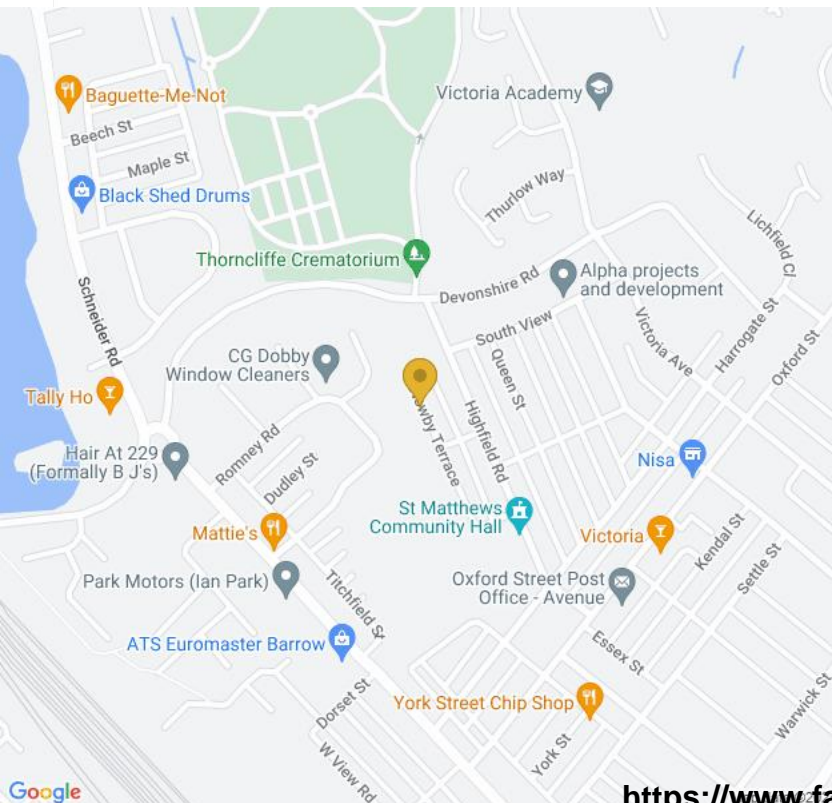 Baguette-Me-Not
Beech St
Maple St
Black Shed Drums
Victoria Academy
Thurlow Way
Lichfield Cl
Thorncliffe Crematorium
Devonshire Rd
Alpha projects
and development
Schneider Rd
South View
Victoria Ave
Harrogate St
Oxford St
CG Dobby
Window Cleaners
Queen St
Tally Ho
Terrace
Highfield Rd
Romney Rd
Hair At 229
(Formally B J's)
Dudley St
Nisa
St Matthews
Community Hall
Mattie's
Victoria
Kendal St
Settle St
Park Motors (Ian Park)
Titchfield St
Oxford Street Post
Office - Avenue
ATS Euromaster Barrow
Essex St
Dorset St
York Street Chip Shop
Warwick St
York St
W View Rd
Google
https://www.fa